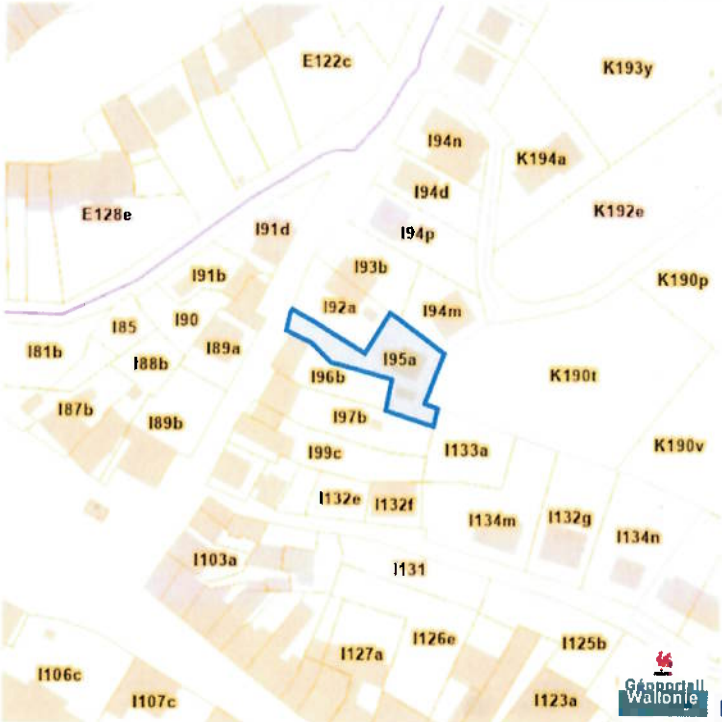 E122c
K193y
I94n
K194a
I94d
E128e
K192e
I91d
I94p
I93b
I91b
K190p
I92a
I94m
I90
I85
I81b
I89a
I88b
I95a
I96b
K190t
I87b
I89b
I97b
I99c
I133a
K190v
I132e
I132f
I134m
I132g
I134n
I103a
I131
I126e
I125b
I127a
I106c
I107c
I123a
Géoportail
Wallonie